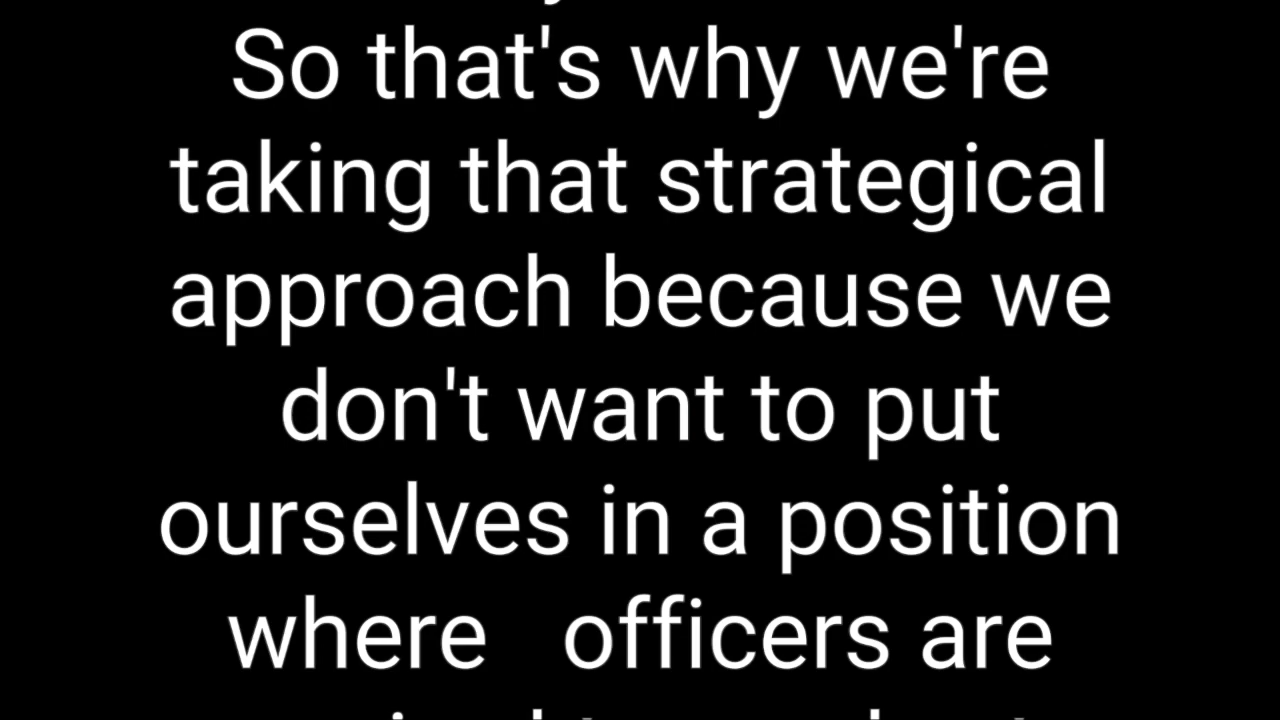 So that's why we're
taking that strategical
approach because we
don't want to put
ourselves in a position
where   officers are